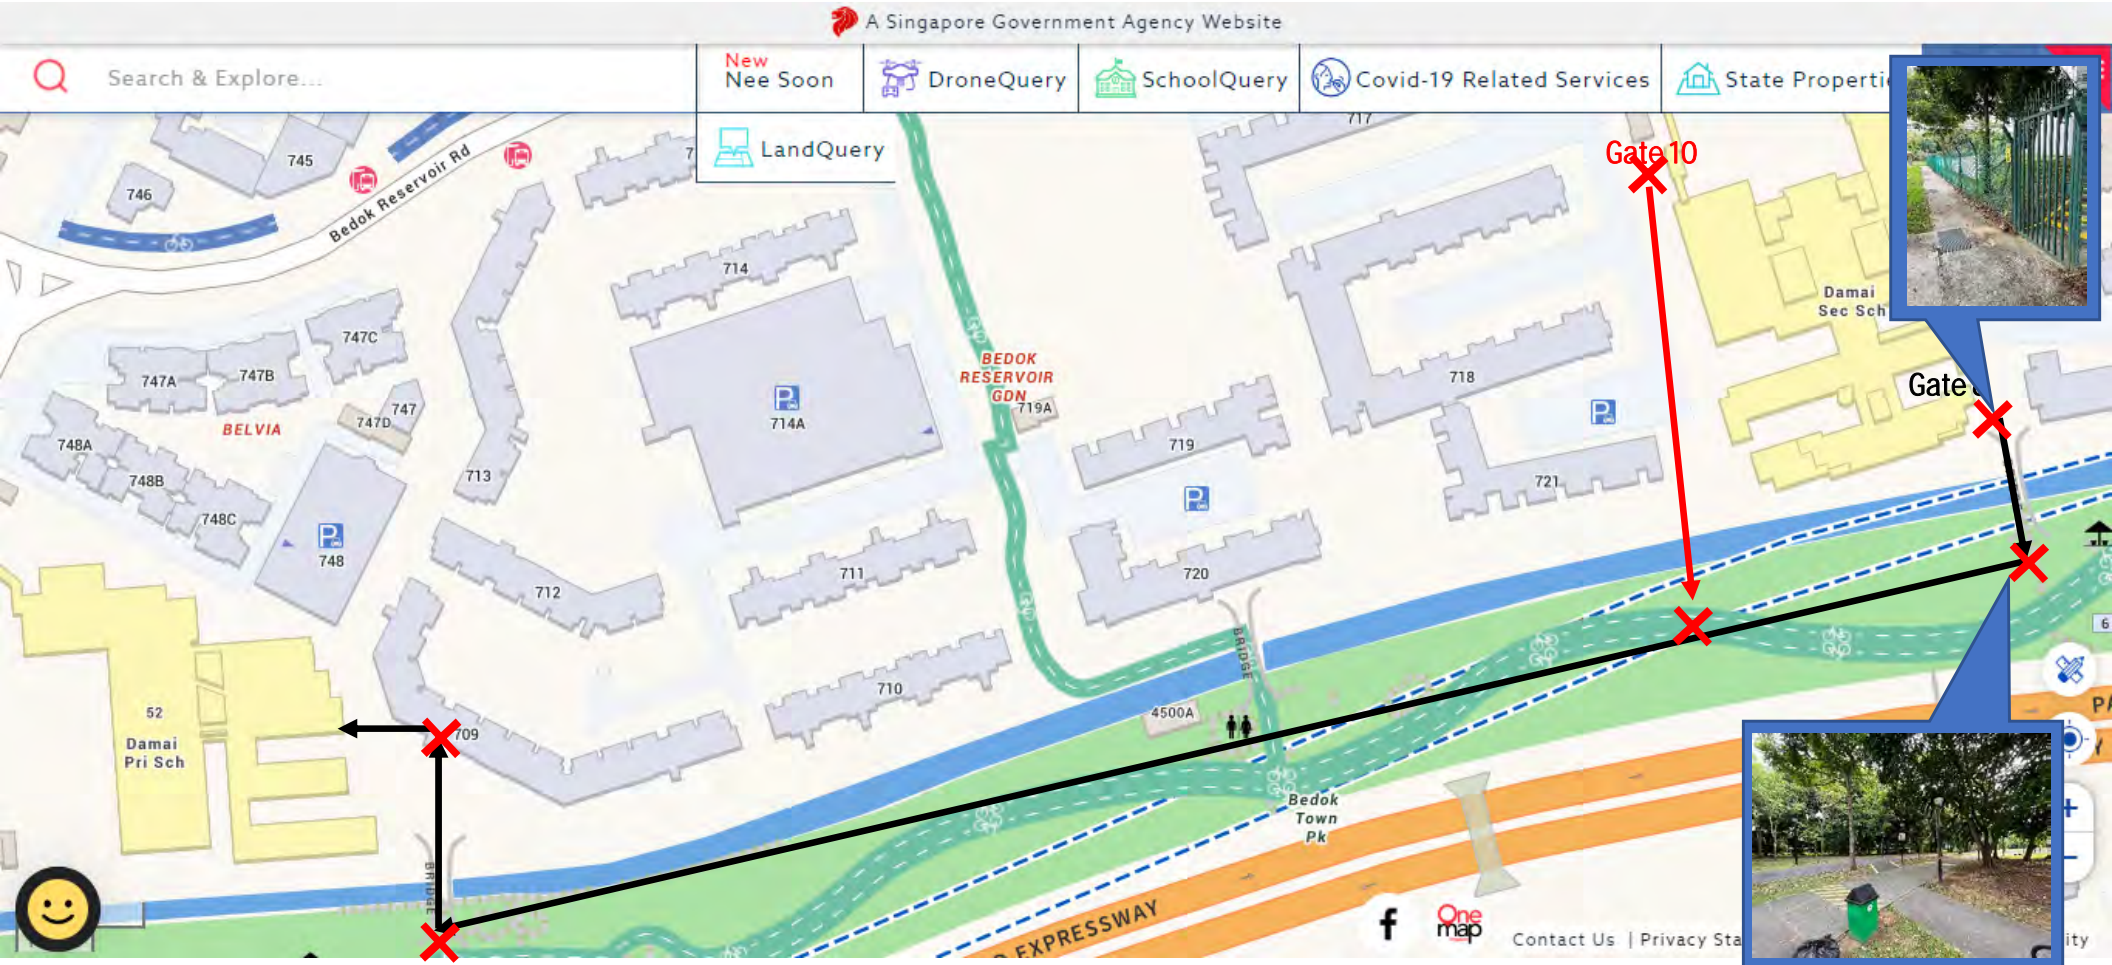 A Singapore Government Agency Website
Search & Explore...
New
Nee Soon
DroneQuery
SchoolQuery
Covid-19 Related Services
LandQuery
717
Gate 10
745
746
Bedok Reservoir Rd
714
Damai
Sec Sch
747C
747A
747B
BEDOK
RESERVOIR
GDN
718
Gate
747
747D
714A
719A
BELVIA
748A
719
713
748B
721
748C
748
711
720
712
6
BRIDGE
710
52
4500A
709
Damai
Pri Sch
Bedok
Town
Pk
BRIDGE
EXPRESSWAY
One
map
Contact Us | Privacy